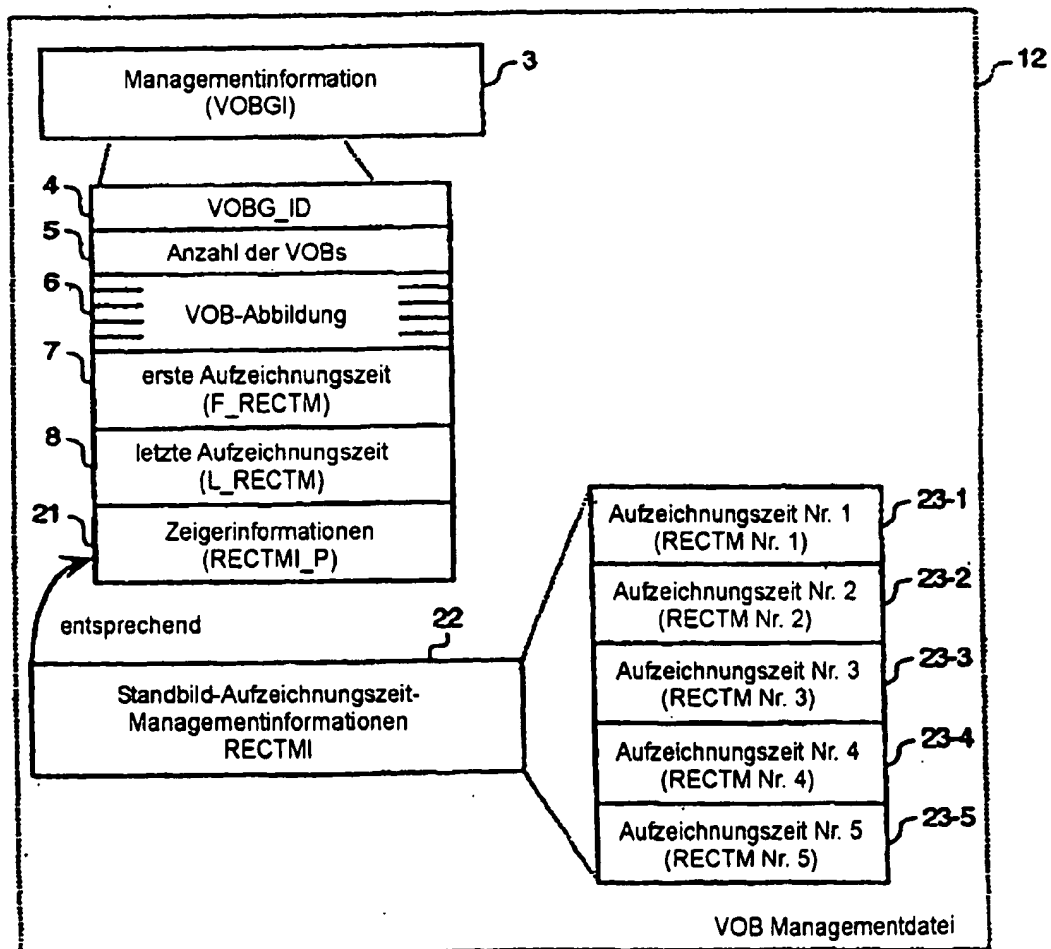 Managementinformation
(VOBGI)
3
12
4
VOBG_ID
5
Anzahl der VOBs
6
VOB-Abbildung
7
erste Aufzeichnungszeit
(F_RECTM)
8
letzte Aufzeichnungszeit
(L_RECTM)
21
Zeigerinformationen
(RECTMI_P)
entsprechend
22
Standbild-Aufzeichnungszeit-
Managementinformationen
RECTMI
Aufzeichnungszeit Nr. 1
(RECTM Nr. 1)
23-1
Aufzeichnungszeit Nr. 2
(RECTM Nr. 2)
23-2
Aufzeichnungszeit Nr. 3
(RECTM Nr. 3)
23-3
Aufzeichnungszeit Nr. 4
(RECTM Nr. 4)
23-4
Aufzeichnungszeit Nr. 5
(RECTM Nr. 5)
23-5
VOB Managementdatei